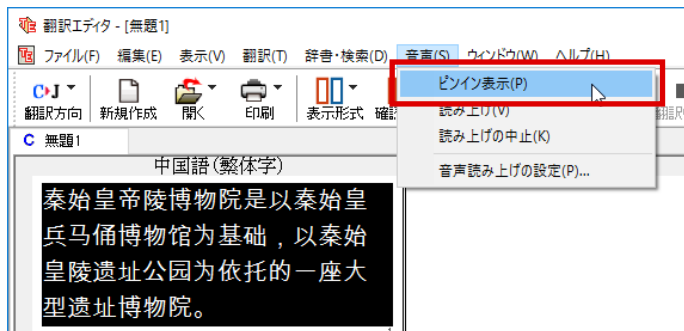 翻訳エディタ - [無題1]
ファイル(F) 編集(E) 表示(V) 翻訳(T) 辞書・検索(D) 音声(S) ウィンドウ(W) ヘルプ(H)
C▸J
翻訳方向 新規作成 開く 印刷 表示形式
ピンイン表示(P)
読み上げ(V)
読み上げの中止(K)
音声読み上げの設定(P)...
C 無題1
中国語(繁体字)
秦始皇帝陵博物院是以秦始皇
兵马俑博物馆为基础，以秦始
皇陵遗址公园为依托的一座大
型遗址博物院。